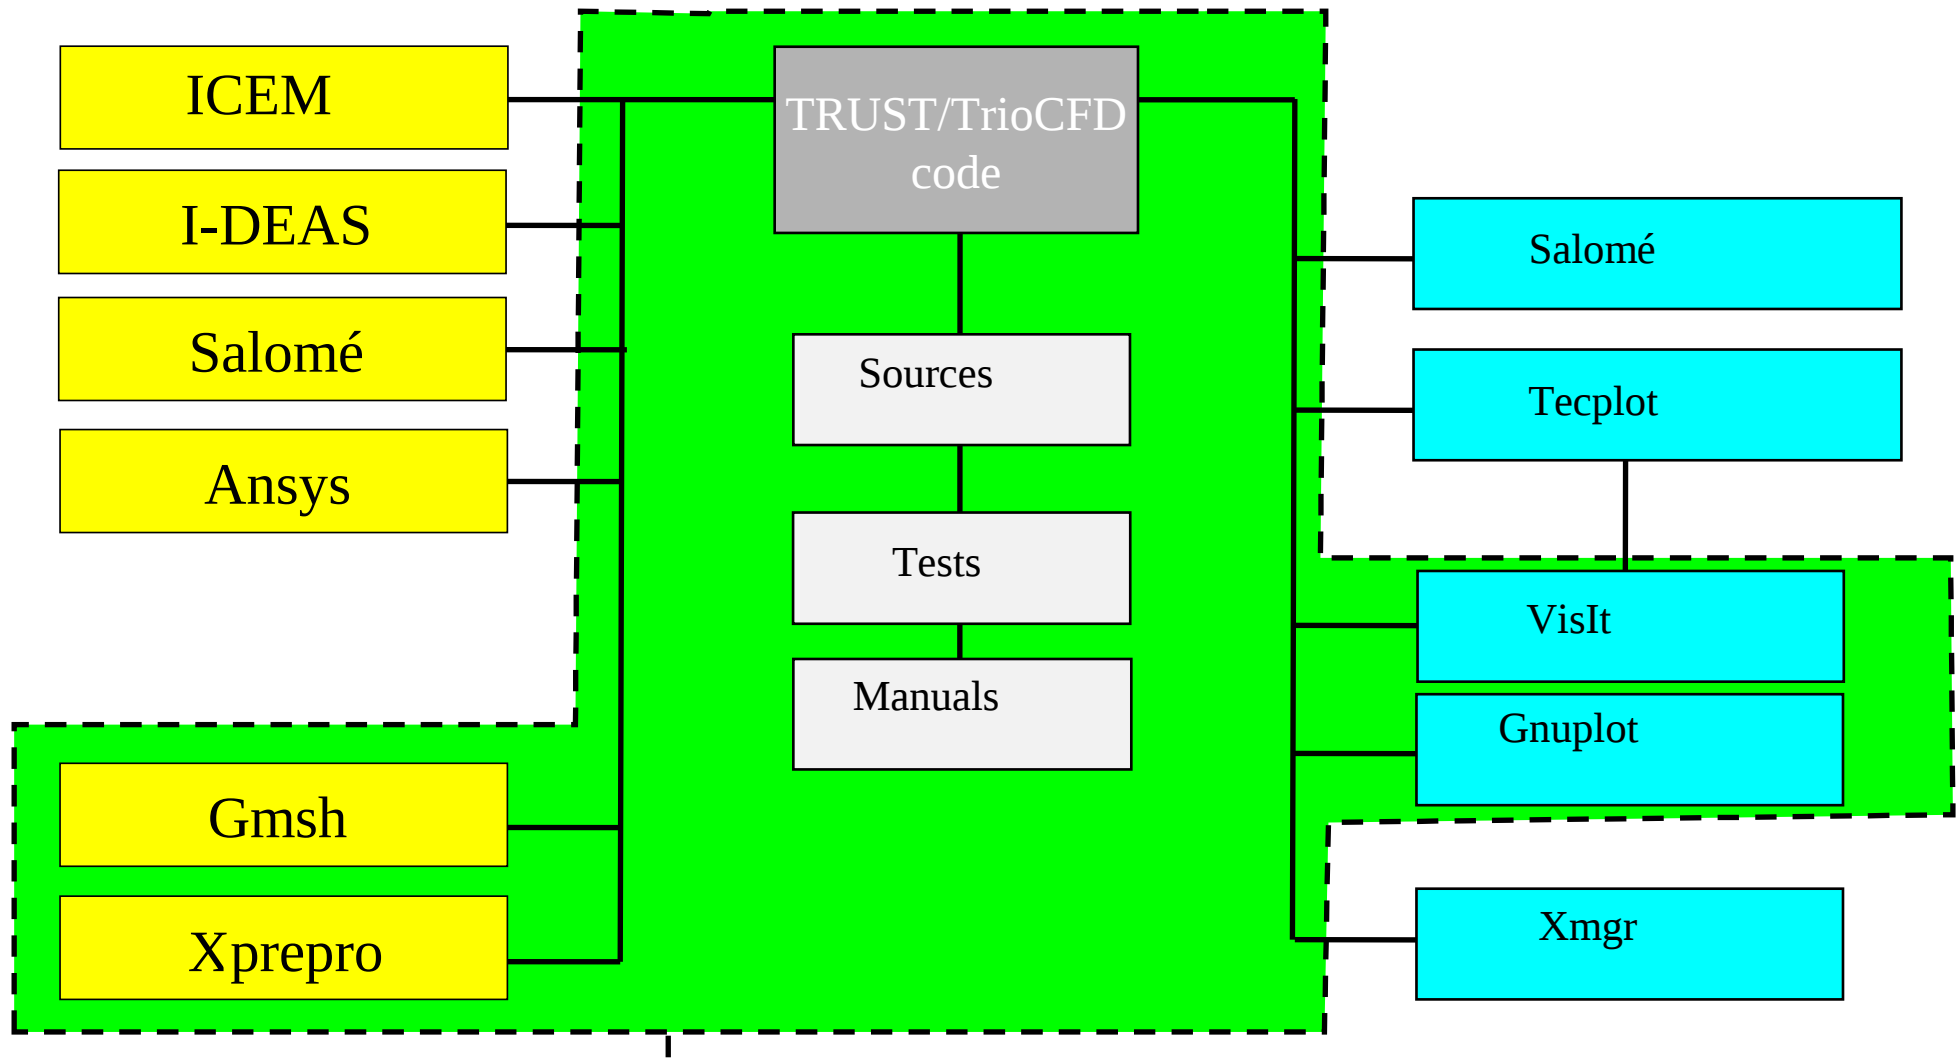 ICEM
I-DEAS
Salomé
Ansys
Gmsh
Xprepro
TRUST/TrioCFD
code
Sources
Tests
Manuals
Salomé
Tecplot
VisIt
Gnuplot
Xmgr